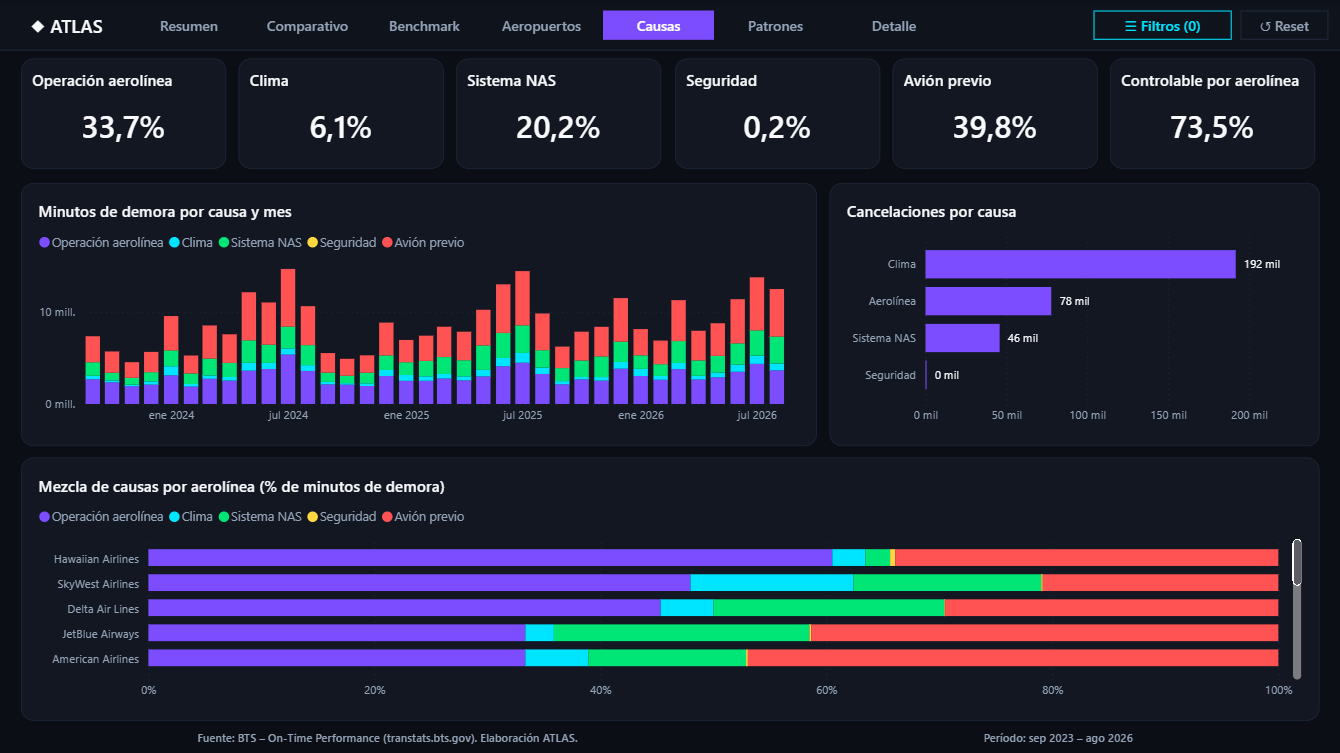 ◆ ATLAS
Resumen
Comparativo
Benchmark
Aeropuertos
Causas
Patrones
Detalle
☰ Filtros (0)
↺ Reset
Operación aerolínea
33,7%
Clima
6,1%
Sistema NAS
20,2%
Seguridad
0,2%
Avión previo
39,8%
Controlable por aerolínea
73,5%
Minutos de demora por causa y mes
Operación aerolínea Clima Sistema NAS Seguridad Avión previo
10 mill.
0 mill.
ene 2024
jul 2024
ene 2025
jul 2025
ene 2026
jul 2026
Cancelaciones por causa
Clima 192 mil
Aerolínea 78 mil
Sistema NAS 46 mil
Seguridad 0 mil
0 mil
50 mil
100 mil
150 mil
200 mil
Mezcla de causas por aerolínea (% de minutos de demora)
Operación aerolínea Clima Sistema NAS Seguridad Avión previo
Hawaiian Airlines
SkyWest Airlines
Delta Air Lines
JetBlue Airways
American Airlines
0%
20%
40%
60%
80%
100%
Fuente: BTS – On-Time Performance (transtats.bts.gov). Elaboración ATLAS.
Período: sep 2023 – ago 2026